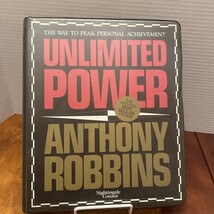 THE WAY TO PEAK PERSONAL ACHIEVEMENT
UNLIMITED
POWER
ANTHONY
ROBBINS
Nightingale
Conant